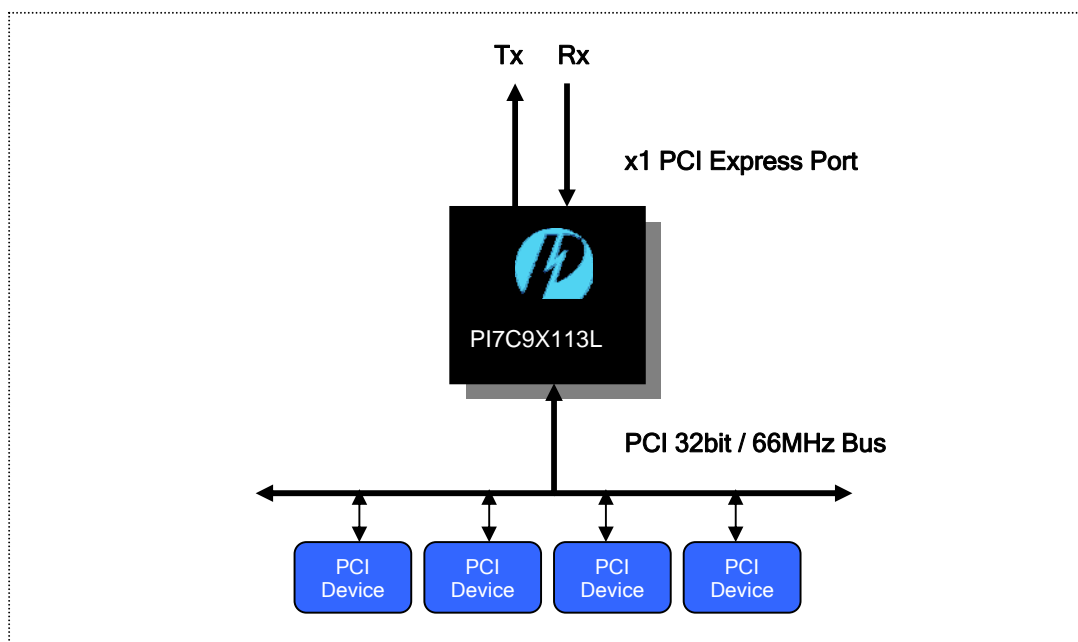 Tx Rx
x1 PCI Express Port
PI7C9X113L
PCI 32bit / 66MHz Bus
PCI
Device
PCI
Device
PCI
Device
PCI
Device